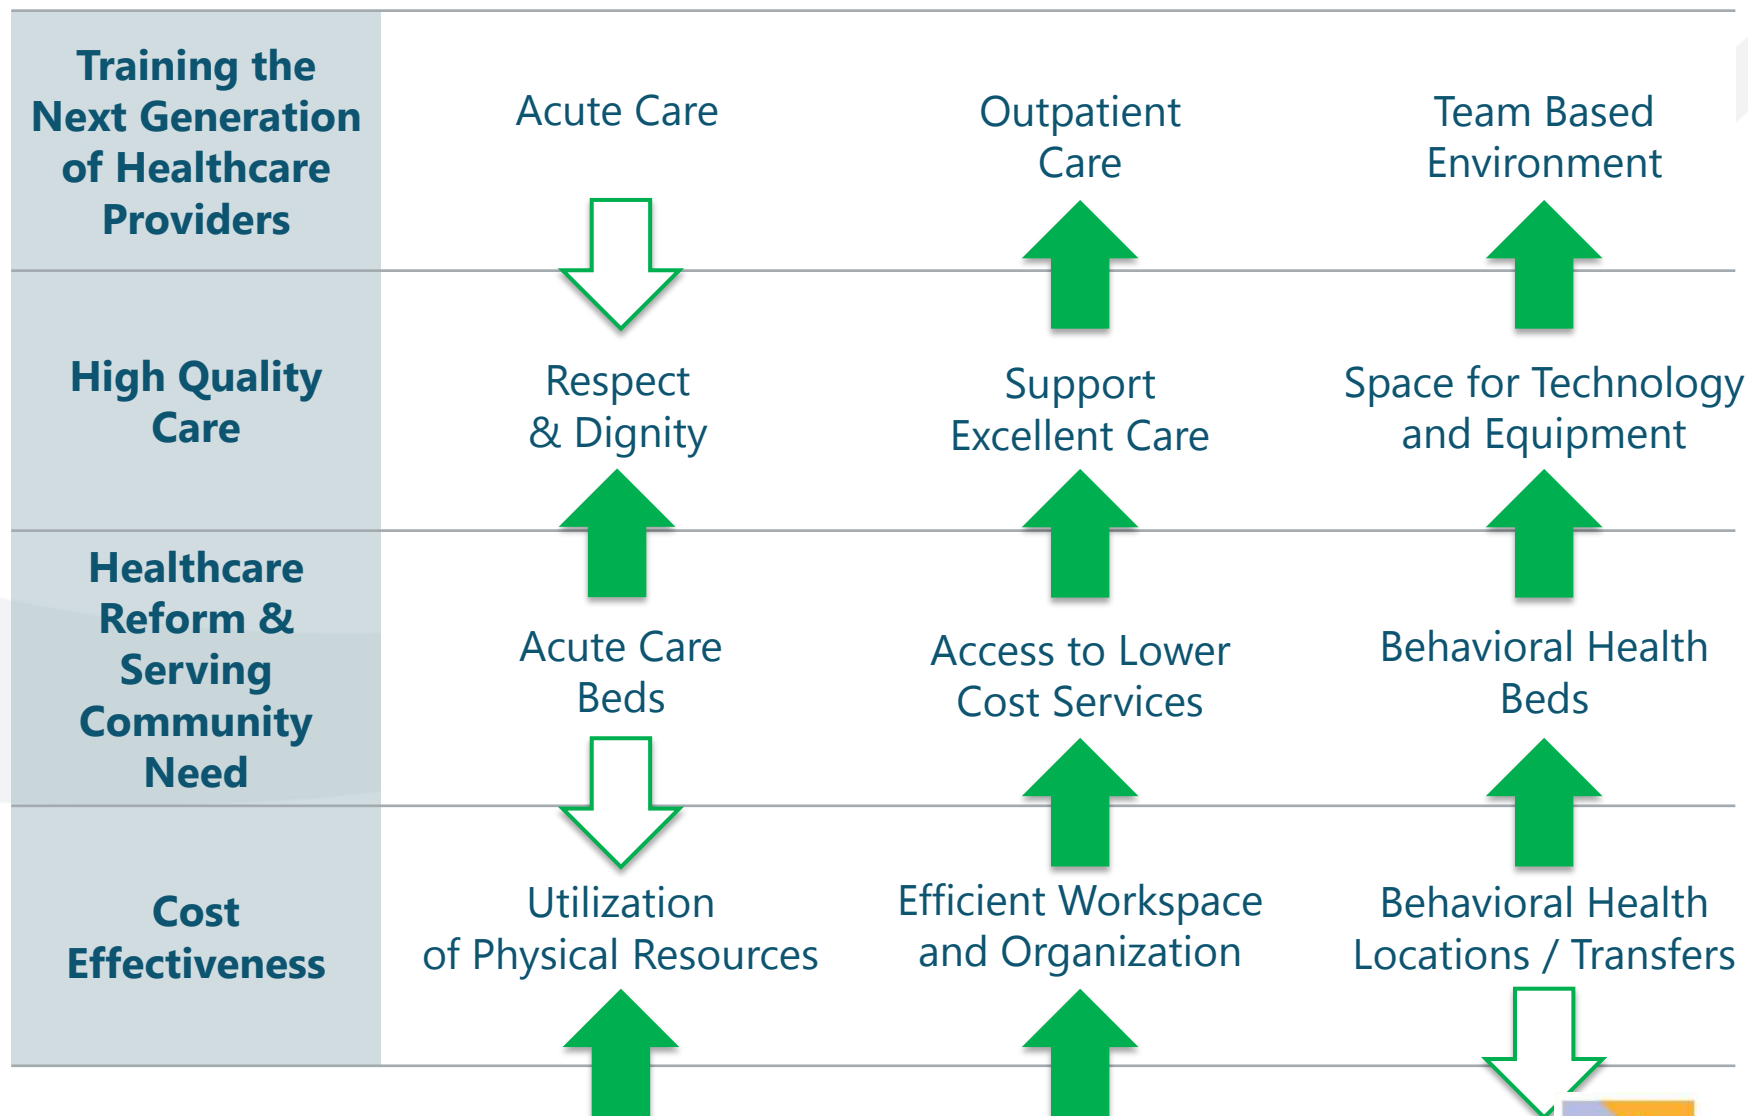 Training the
Next Generation
of Healthcare
Providers
Acute Care
Outpatient
Care
Team Based
Environment
High Quality
Care
Respect
& Dignity
Support
Excellent Care
Space for Technology
and Equipment
Healthcare
Reform &
Serving
Community
Need
Acute Care
Beds
Access to Lower
Cost Services
Behavioral Health
Beds
Cost
Effectiveness
Utilization
of Physical Resources
Efficient Workspace
and Organization
Behavioral Health
Locations / Transfers